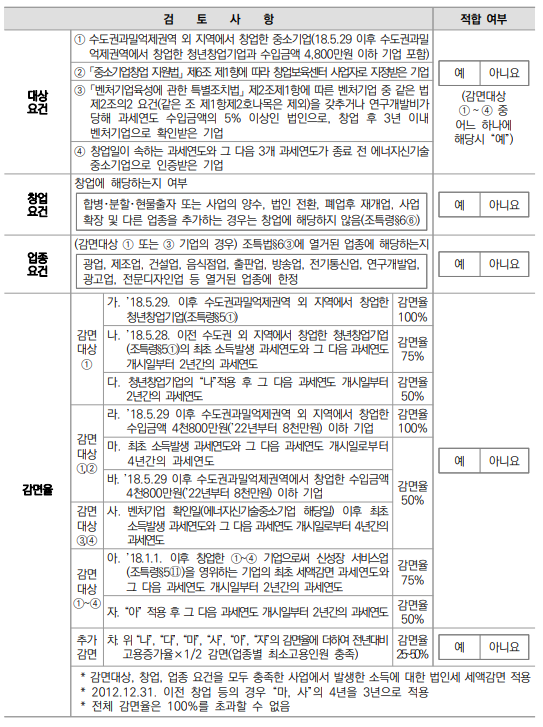 검 토 사 항 적합 여부
대상
요건
① 수도권과밀억제권역 외 지역에서 창업한 중소기업('18.5.29 이후 수도권과밀
억제권역에서 창업한 청년창업기업과 수입금액 4,800만원 이하 기업 포함)
②「중소기업창업 지원법」제6조 제1항에 따라 창업보육센터 사업자로 지정받은 기업
③「벤처기업육성에 관한 특별조치법」제2조제1항에 따른 벤처기업 중 같은 법
제2조의2 요건(같은 조 제1항제2호나목은 제외)을 갖추거나 연구개발비가
당해 과세연도 수입금액의 5% 이상인 법인으로, 창업 후 3년 이내
벤처기업으로 확인받은 기업
④ 창업일이 속하는 과세연도와 그 다음 3개 과세연도가 종료 전 에너지신기술
중소기업으로 인증받은 기업
예 아니요
(감면대상
①~④ 중
어느 하나에
해당시 "예")
창업
요건
창업에 해당하는지 여부
합병·분할·현물출자 또는 사업의 양수, 법인 전환, 폐업후 재개업, 사업
확장 및 다른 업종을 추가하는 경우는 창업에 해당하지 않음(조특령§6⑥)
예 아니요
업종
요건
(감면대상 ① 또는 ③ 기업의 경우) 조특법§6③에 열거된 업종에 해당하는지
광업, 제조업, 건설업, 음식점업, 출판업, 방송업, 전기통신업, 연구개발업,
광고업, 전문디자인업 등 열거된 업종에 한정
예 아니요
감면율
감면
대상
①
가. '18.5.29. 이후 수도권과밀억제권역 외 지역에서 창업한
청년창업기업(조특령§5①)
감면율
100%
나. '18.5.28. 이전 수도권 외 지역에서 창업한 청년창업기업
(조특령§5①)의 최초 소득발생 과세연도와 그 다음 과세연도
개시일부터 2년간의 과세연도
감면율
75%
다. 청년창업기업의 "나"적용 후 그 다음 과세연도 개시일부터
2년간의 과세연도
감면율
50%
감면
대상
①,②
라. '18.5.29 이후 수도권과밀억제권역 외 지역에서 창업한
수입금액 4천800만원('22년부터 8천만원) 이하 기업
감면율
100%
마. 최초 소득발생 과세연도와 그 다음 과세연도 개시일로부터
4년간의 과세연도
바. '18.5.29 이후 수도권과밀억제권역에서 창업한 수입금액
4천800만원('22년부터 8천만원) 이하 기업
감면율
50%
감면
대상
③,④
사. 벤처기업 확인일(에너지신기술중소기업 해당일) 이후 최초
소득발생 과세연도와 그 다음 과세연도 개시일로부터 4년간의
과세연도
감면
대상
①~④
아. '18.1.1. 이후 창업한 ①~④ 기업으로써 신성장 서비스업
(조특령§5⑪)을 영위하는 기업의 최초 세액감면 과세연도와
그 다음 과세연도 개시일부터 2년간의 과세연도
감면율
75%
자. "아" 적용 후 그 다음 과세연도 개시일부터 2년간의 과세연도
감면율
50%
예 아니요
추가
감면
차. 위 "나", "다", "마", "사", "아", "자"의 감면율에 더하여 전년대비
고용증가율×1/2 감면(업종별 최소고용인원 충족)
감면율
25~50%
예 아니요
* 감면대상, 창업, 업종 요건을 모두 충족한 사업에서 발생한 소득에 대한 법인세 세액감면 적용
* 2012.12.31. 이전 창업 등의 경우 "마, 사"의 4년을 3년으로 적용
* 전체 감면율은 100%를 초과할 수 없음